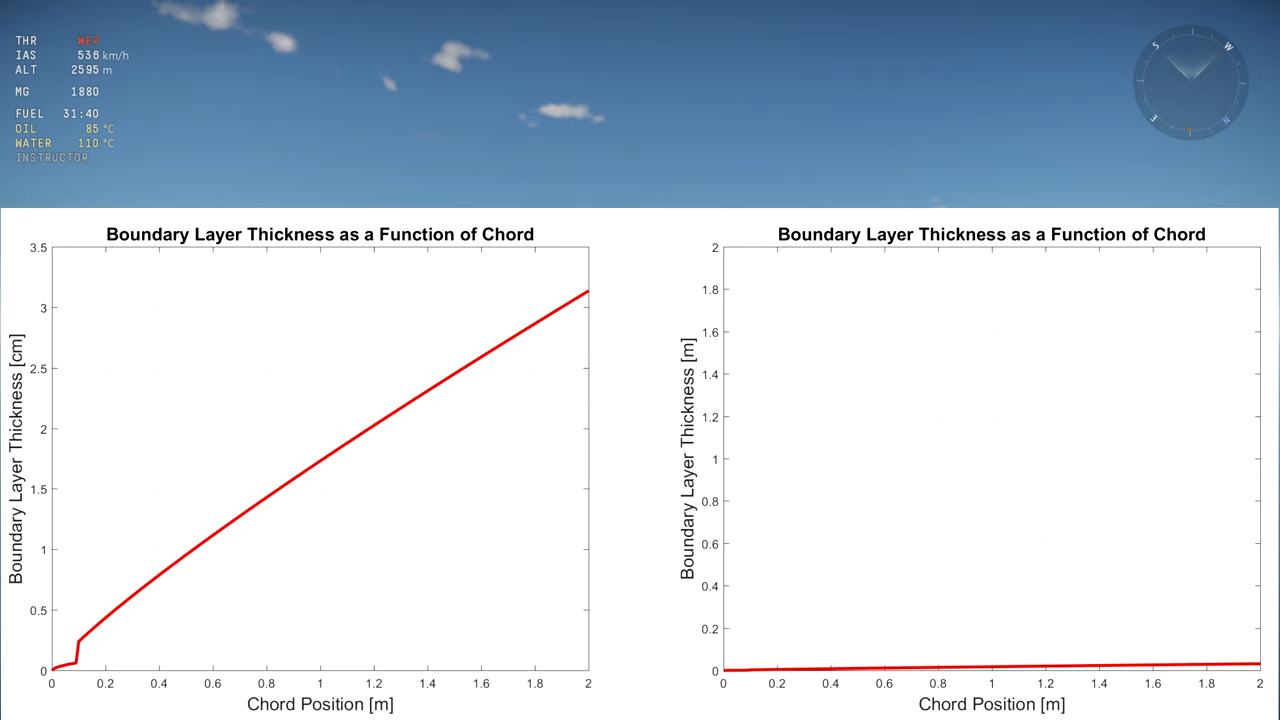 THR WEP
IAS 536 km/h
ALT 2595 m
MG 1880
FUEL 31:40
OIL 85 °C
WATER 110 °C
INSTRUCTOR
S W
E N
Boundary Layer Thickness as a Function of Chord
3.5
3
2.5
2
1.5
1
0.5
0
Boundary Layer Thickness [cm]
0 0.2 0.4 0.6 0.8 1 1.2 1.4 1.6 1.8 2
Chord Position [m]
Boundary Layer Thickness as a Function of Chord
2
1.8
1.6
1.4
1.2
1
0.8
0.6
0.4
0.2
0
Boundary Layer Thickness [m]
0 0.2 0.4 0.6 0.8 1 1.2 1.4 1.6 1.8 2
Chord Position [m]